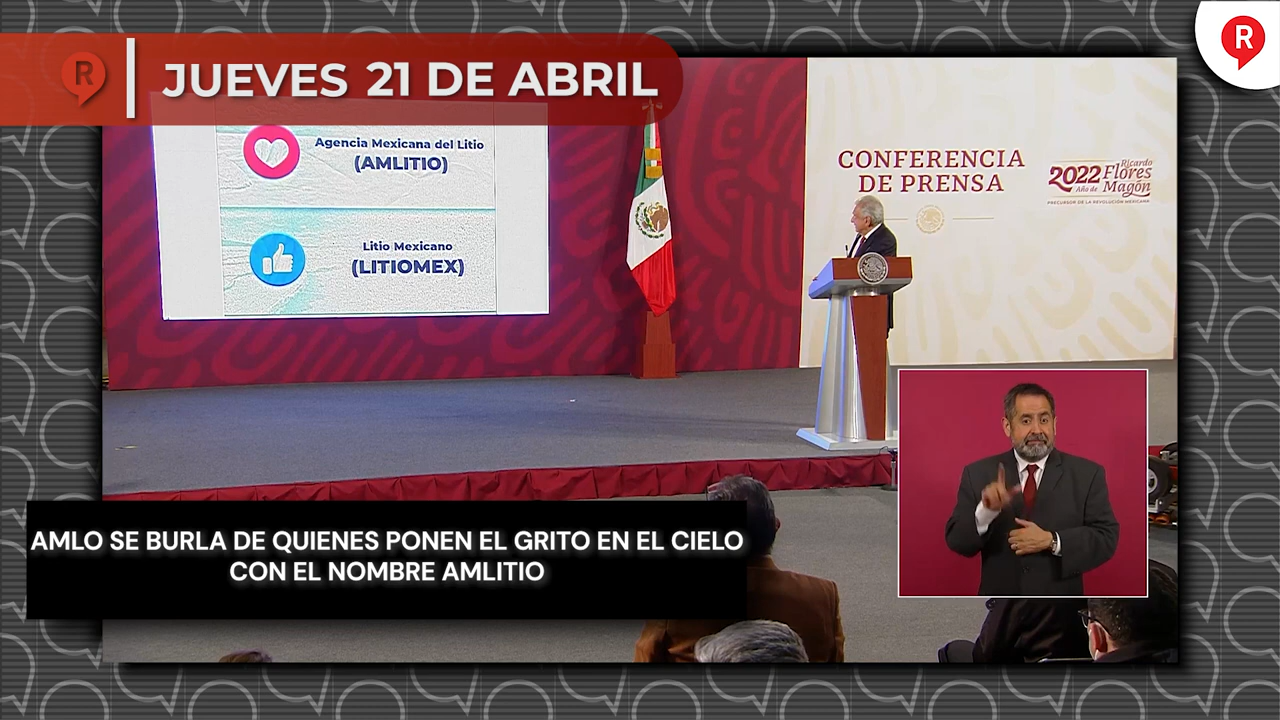 R
R
JUEVES 21 DE ABRIL
Agencia Mexicana del Litio
(AMLITIO)
Litio Mexicano
(LITIOMEX)
CONFERENCIA
DE PRENSA
2022
Año de
Ricardo
Flores
Magón
PRECURSOR DE LA REVOLUCIÓN MEXICANA
AMLO SE BURLA DE QUIENES PONEN EL GRITO EN EL CIELO
CON EL NOMBRE AMLITIO